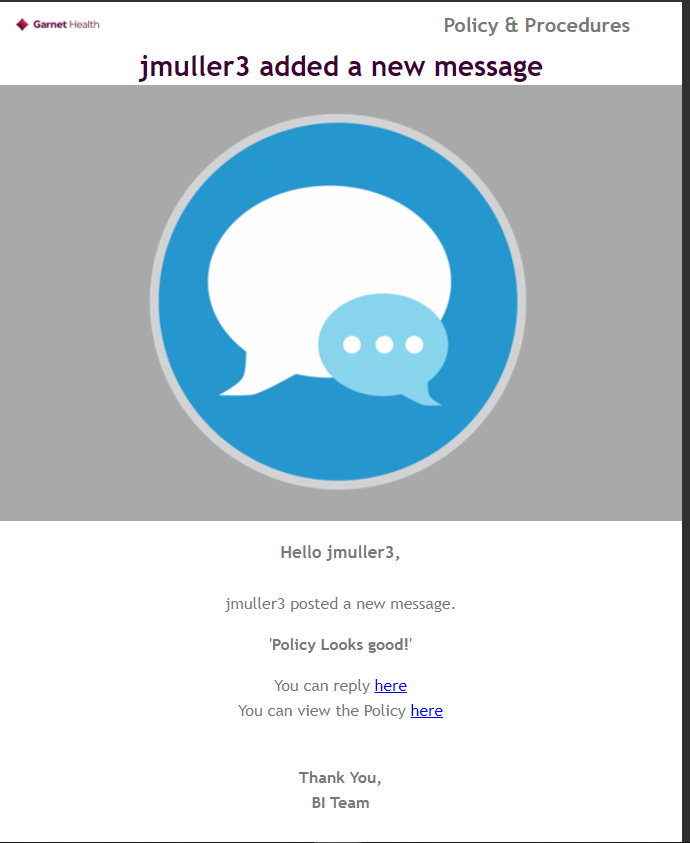 Garnet Health
Policy & Procedures
jmuller3 added a new message
Hello jmuller3,
jmuller3 posted a new message.
'Policy Looks good!'
You can reply here
You can view the Policy here
Thank You,
BI Team